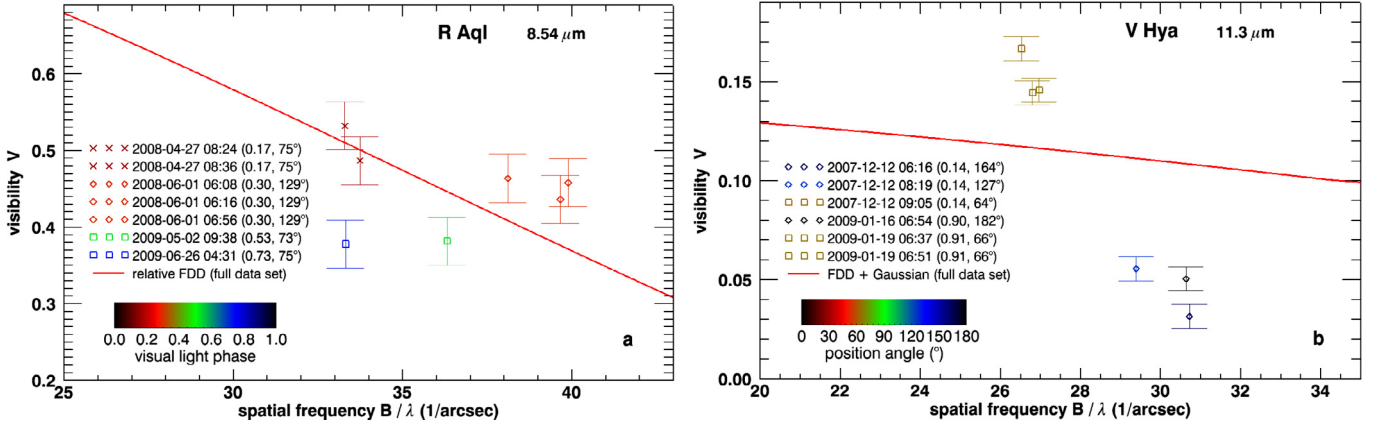 R Aql 8.54 μm
0.6
0.5
0.4
0.3
0.2
visibility V
× × × 2008-04-27 08:24 (0.17, 75°)
× × × 2008-04-27 08:36 (0.17, 75°)
2008-06-01 06:08 (0.30, 129°)
2008-06-01 06:16 (0.30, 129°)
2008-06-01 06:56 (0.30, 129°)
2009-05-02 09:38 (0.53, 73°)
2009-06-26 04:31 (0.73, 75°)
relative FDD (full data set)
0.0 0.2 0.4 0.6 0.8 1.0
visual light phase
a
25 30 35 40
spatial frequency B / λ (1/arcsec)
V Hya 11.3 μm
0.15
0.10
0.05
0.00
visibility V
2007-12-12 06:16 (0.14, 164°)
2007-12-12 08:19 (0.14, 127°)
2007-12-12 09:05 (0.14, 64°)
2009-01-16 06:54 (0.90, 182°)
2009-01-19 06:37 (0.91, 66°)
2009-01-19 06:51 (0.91, 66°)
FDD + Gaussian (full data set)
0 30 60 90 120 150 180
position angle (°)
b
20 22 24 26 28 30 32 34
spatial frequency B / λ (1/arcsec)